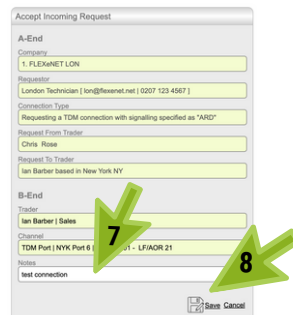 Accept Incoming Request
A-End
Company
1. FLEXeNET LON
Requestor
London Technician [ lon@flexenet.net | 0207 123 4567 ]
Connection Type
Requesting a TDM connection with signalling specified as "ARD"
Request From Trader
Chris Rose
Request To Trader
Ian Barber based in New York NY
B-End
Trader
Ian Barber | Sales
Channel
TDM Port | NYK Port 6 | 01 - LF/AOR 21
7
Notes
test connection
8
Save Cancel